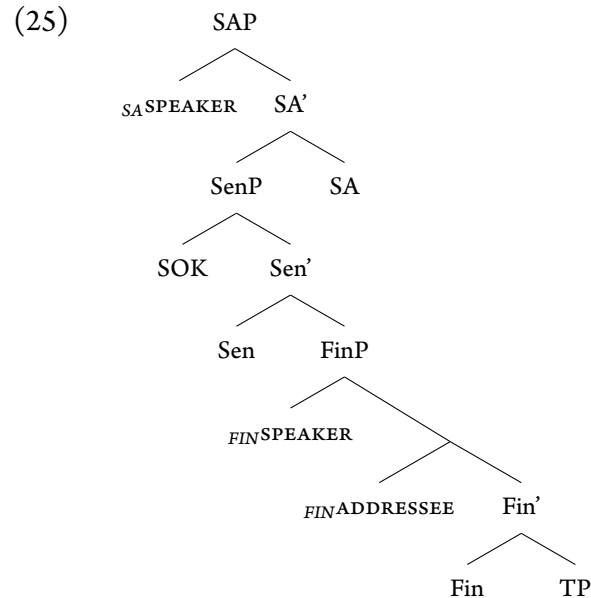 (25) SAP
SASPEAKER SA’
SenP SA
SOK Sen’
Sen FinP
FINSPEAKER
FINADDRESSEE Fin’
Fin TP